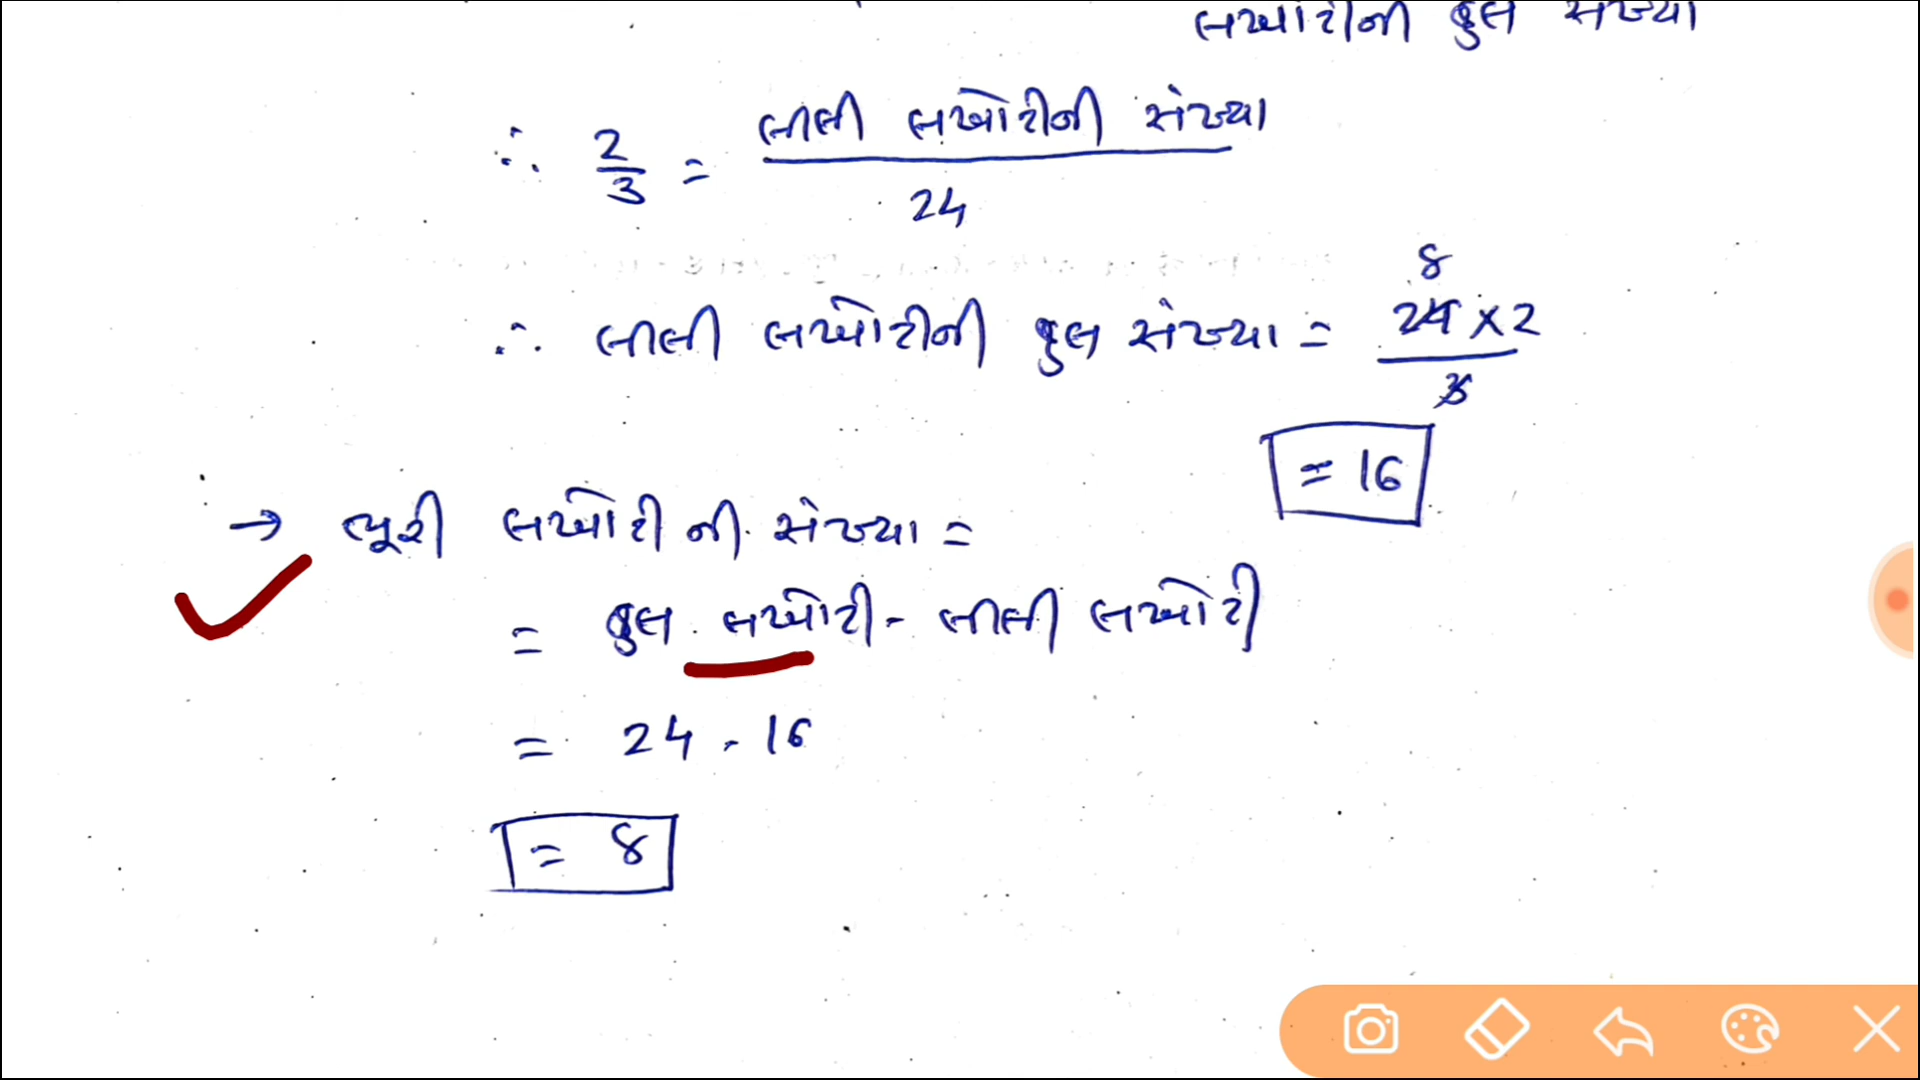 લખોટીની કુલ સંખ્યા
∴ 2/3 = લીલી લખોટીની સંખ્યા / 24
∴ લીલી લખોટીની કુલ સંખ્યા = 24 x 2 / 3
8
= 16
→ ભૂરી લખોટી ની સંખ્યા =
= કુલ લખોટી - લીલી લખોટી
= 24 - 16
= 8